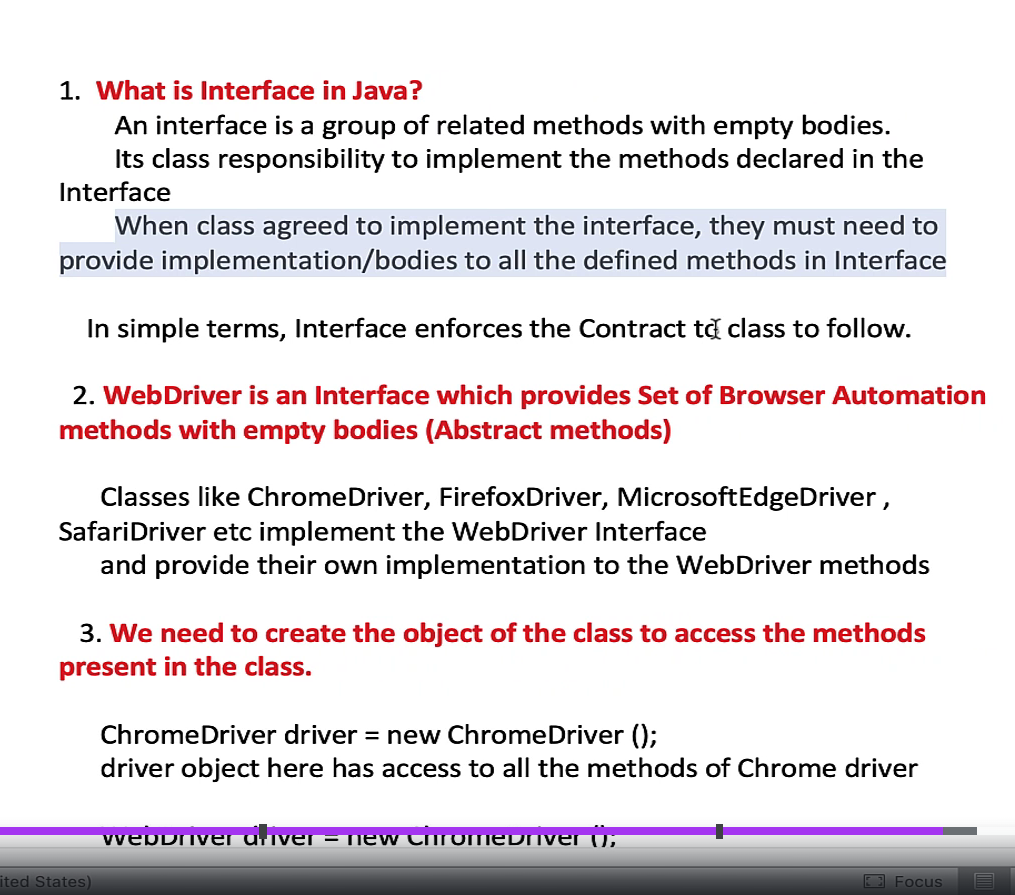 1. What is Interface in Java?
An interface is a group of related methods with empty bodies.
Its class responsibility to implement the methods declared in the
Interface
When class agreed to implement the interface, they must need to
provide implementation/bodies to all the defined methods in Interface
In simple terms, Interface enforces the Contract to class to follow.
2. WebDriver is an Interface which provides Set of Browser Automation
methods with empty bodies (Abstract methods)
Classes like ChromeDriver, FirefoxDriver, MicrosoftEdgeDriver ,
SafariDriver etc implement the WebDriver Interface
and provide their own implementation to the WebDriver methods
3. We need to create the object of the class to access the methods
present in the class.
ChromeDriver driver = new ChromeDriver ();
driver object here has access to all the methods of Chrome driver
WebDriver driver = new ChromeDriver ();
ited States)
Focus